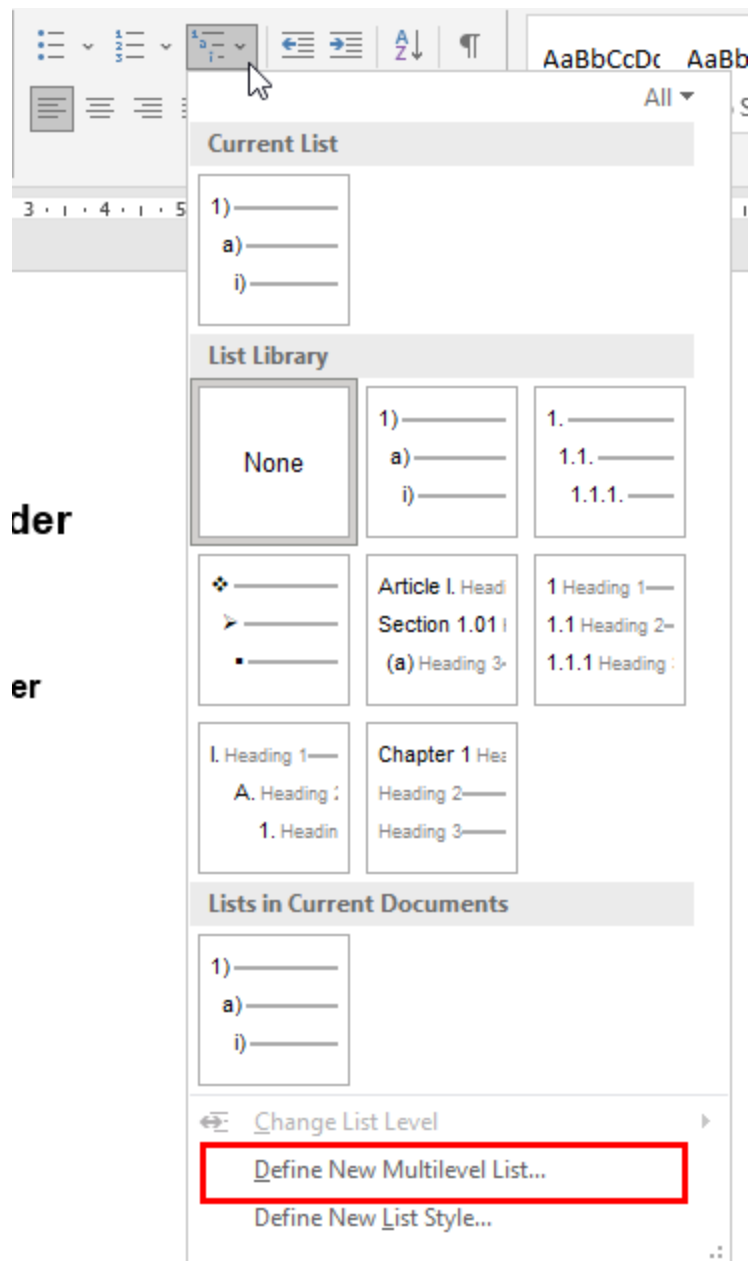 AaBbCcDc AaBb
All
S
Current List
3 · ı · 4 · ı · 5
1)
a)
i)
List Library
None
1)
a)
i)
1.
1.1.
1.1.1.
der
Article I. Headi
Section 1.01
(a) Heading 3
1 Heading 1
1.1 Heading 2
1.1.1 Heading
er
I. Heading 1
A. Heading
1. Headin
Chapter 1 Hea
Heading 2
Heading 3
Lists in Current Documents
1)
a)
i)
Change List Level
Define New Multilevel List...
Define New List Style...